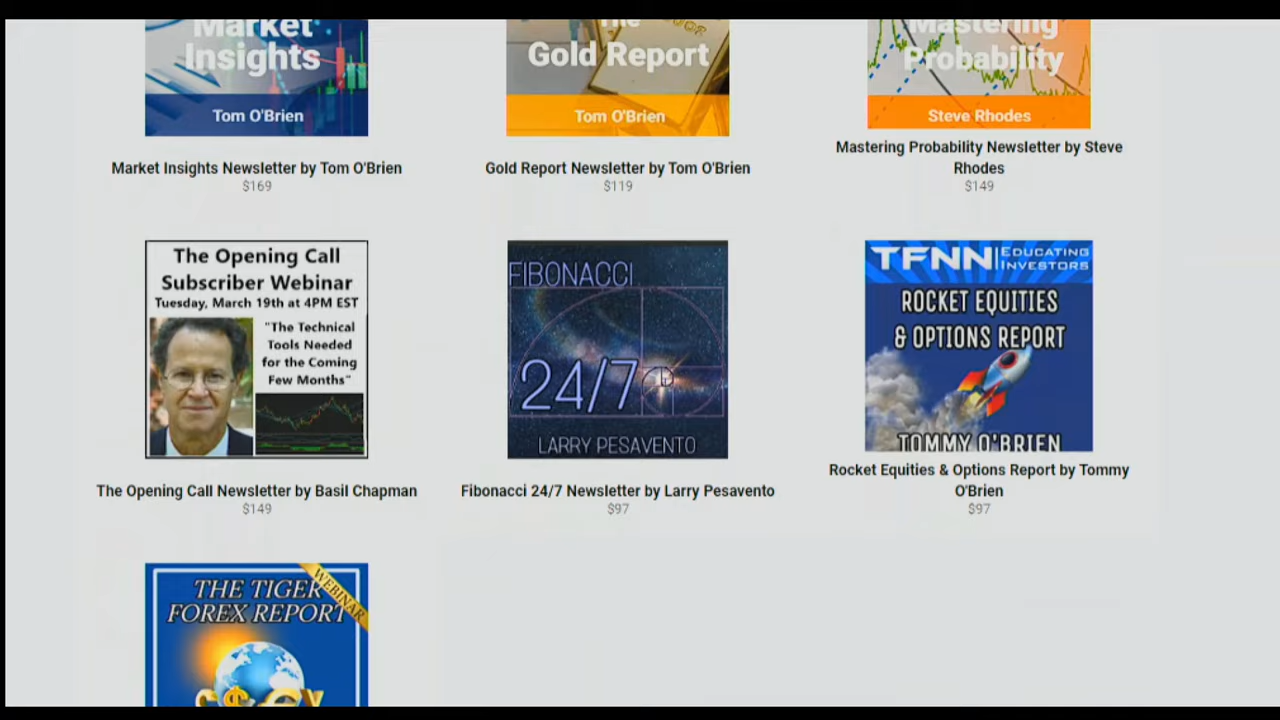 Market
Insights
Tom O'Brien
Market Insights Newsletter by Tom O'Brien
$169
The
Gold Report
Tom O'Brien
Gold Report Newsletter by Tom O'Brien
$119
Mastering
Probability
Steve Rhodes
Mastering Probability Newsletter by Steve
Rhodes
$149
The Opening Call
Subscriber Webinar
Tuesday, March 19th at 4PM EST
"The Technical
Tools Needed
for the Coming
Few Months"
The Opening Call Newsletter by Basil Chapman
$149
FIBONACCI
24/7
LARRY PESAVENTO
Fibonacci 24/7 Newsletter by Larry Pesavento
$97
TFNN EDUCATING
INVESTORS
ROCKET EQUITIES
& OPTIONS REPORT
TOMMY O'BRIEN
Rocket Equities & Options Report by Tommy
O'Brien
$97
THE TIGER
FOREX REPORT
WEBINAR